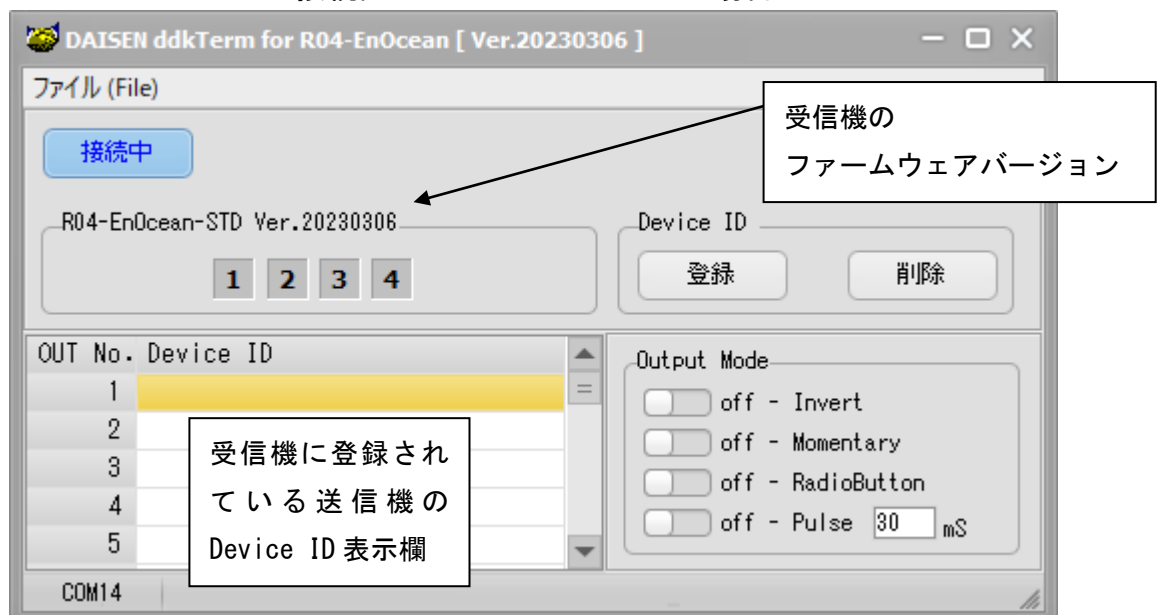 DAISEN ddkTerm for R04-EnOcean [ Ver.20230306 ]
ファイル (File)
受信機の
ファームウェアバージョン
接続中
R04-EnOcean-STD Ver.20230306
1 2 3 4
Device ID
登録 削除
OUT No. Device ID
1
2
3
4
5
受信機に登録され
ている送信機の
Device ID 表示欄
Output Mode
off - Invert
off - Momentary
off - RadioButton
off - Pulse 30 mS
COM14